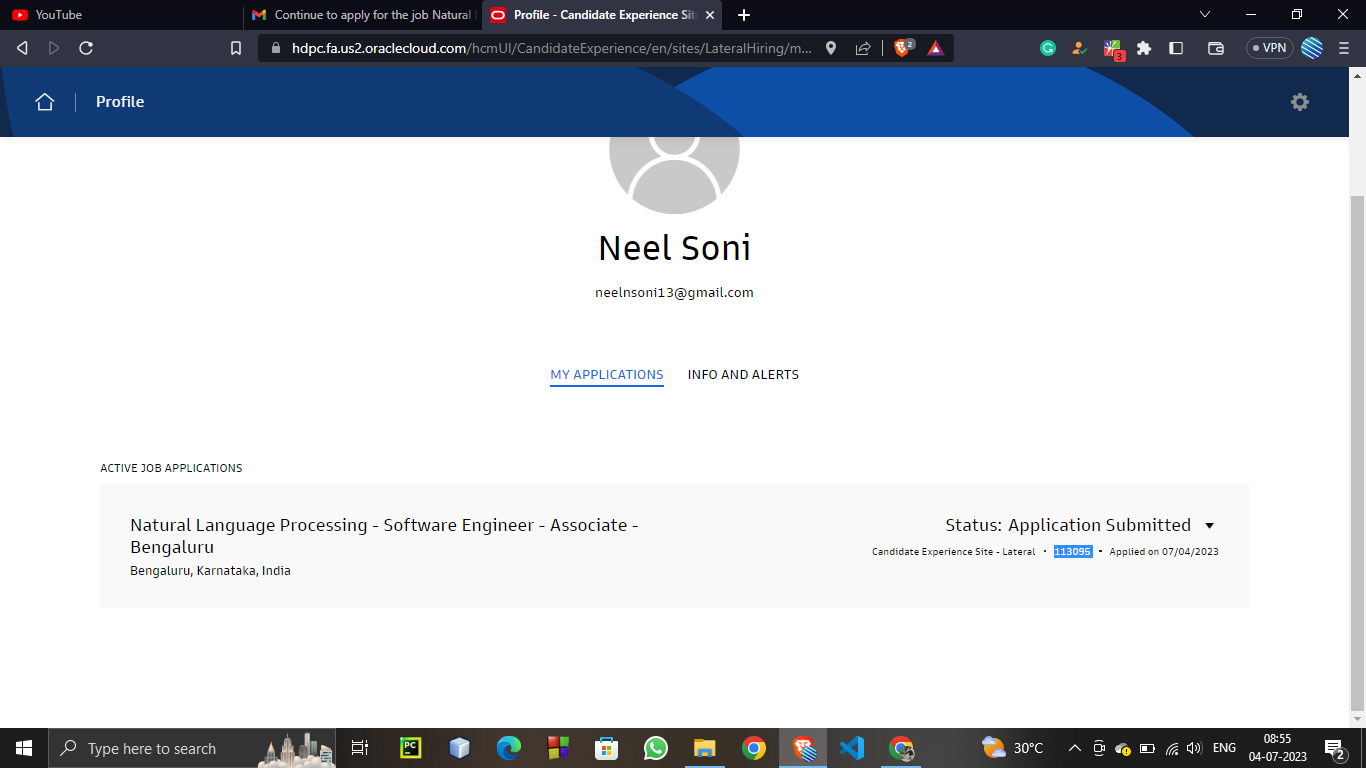 YouTube
Continue to apply for the job Natural
Profile - Candidate Experience Sit
hdpc.fa.us2.oraclecloud.com/hcmUI/CandidateExperience/en/sites/LateralHiring/m...
2
3
VPN
Profile
Neel Soni
neelnsoni13@gmail.com
MY APPLICATIONS
INFO AND ALERTS
ACTIVE JOB APPLICATIONS
Natural Language Processing - Software Engineer - Associate -
Bengaluru
Bengaluru, Karnataka, India
Status: Application Submitted
Candidate Experience Site - Lateral • 113095 • Applied on 07/04/2023
Type here to search
PC
30°C
ENG
08:55
04-07-2023
2